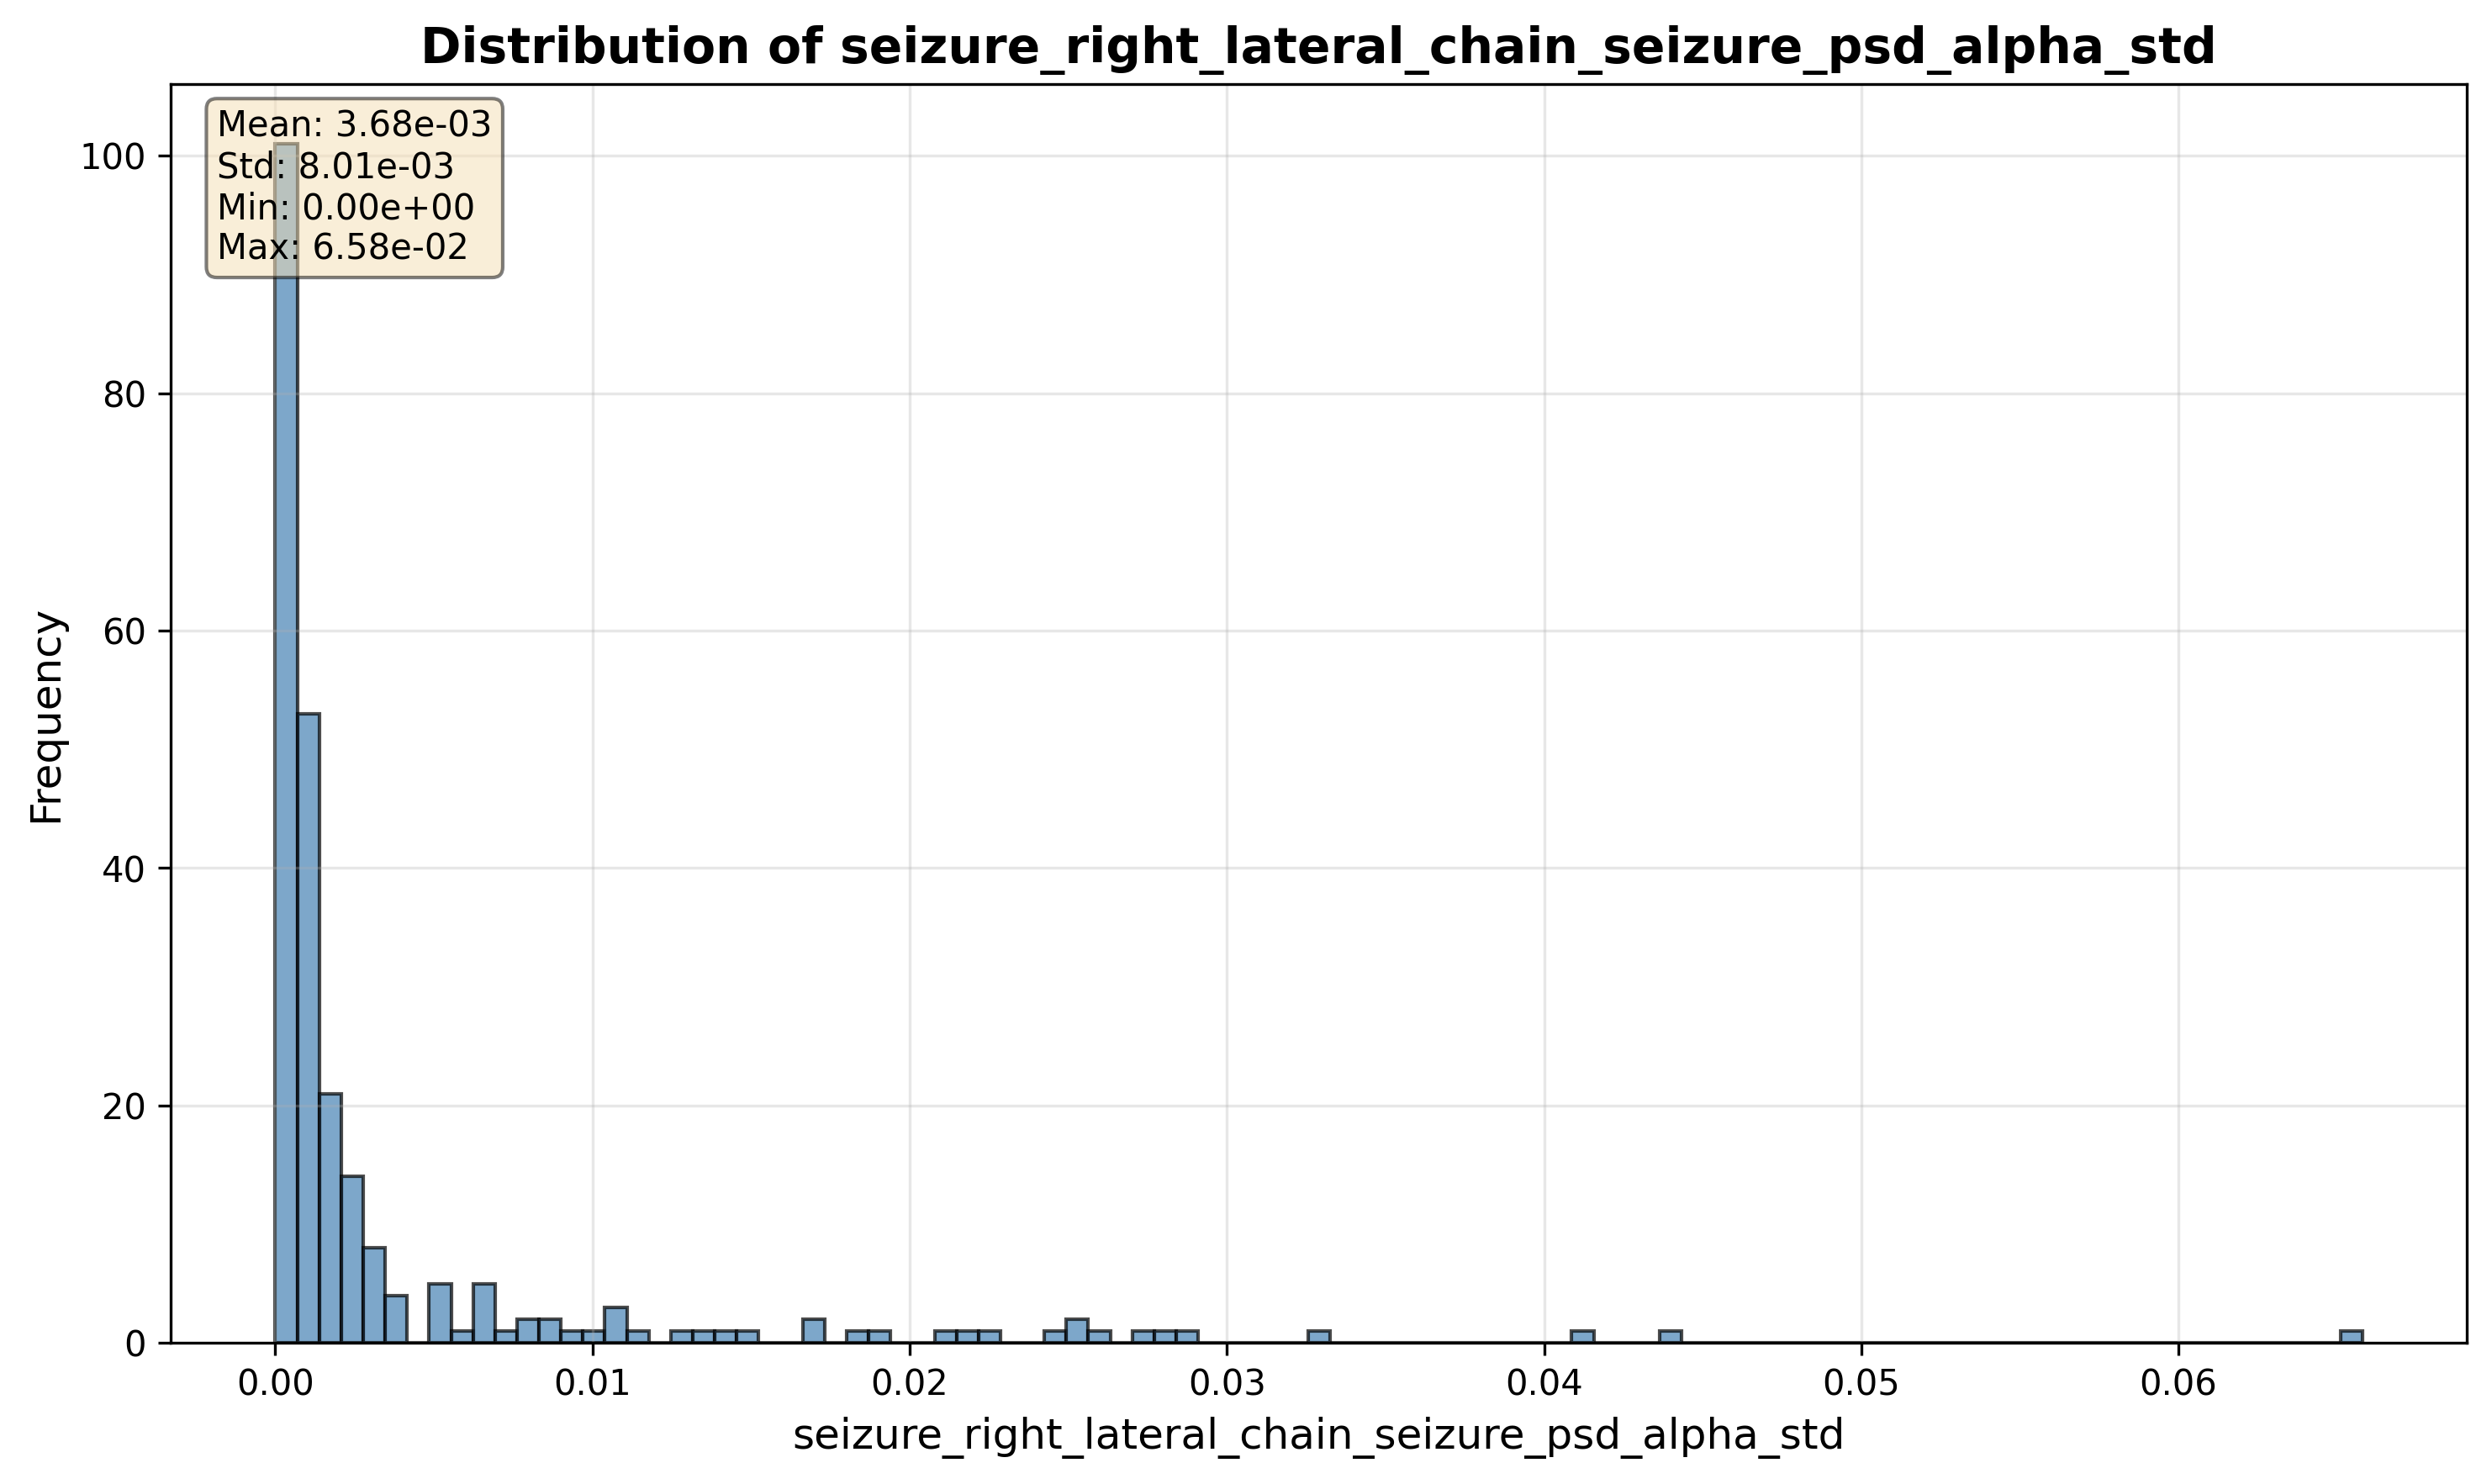 Distribution of seizure_right_lateral_chain_seizure_psd_alpha_std
Mean: 3.68e-03
Std: 8.01e-03
Min: 0.00e+00
Max: 6.58e-02
100
80
60
40
20
0
Frequency
0.00
0.01
0.02
0.03
0.04
0.05
0.06
seizure_right_lateral_chain_seizure_psd_alpha_std